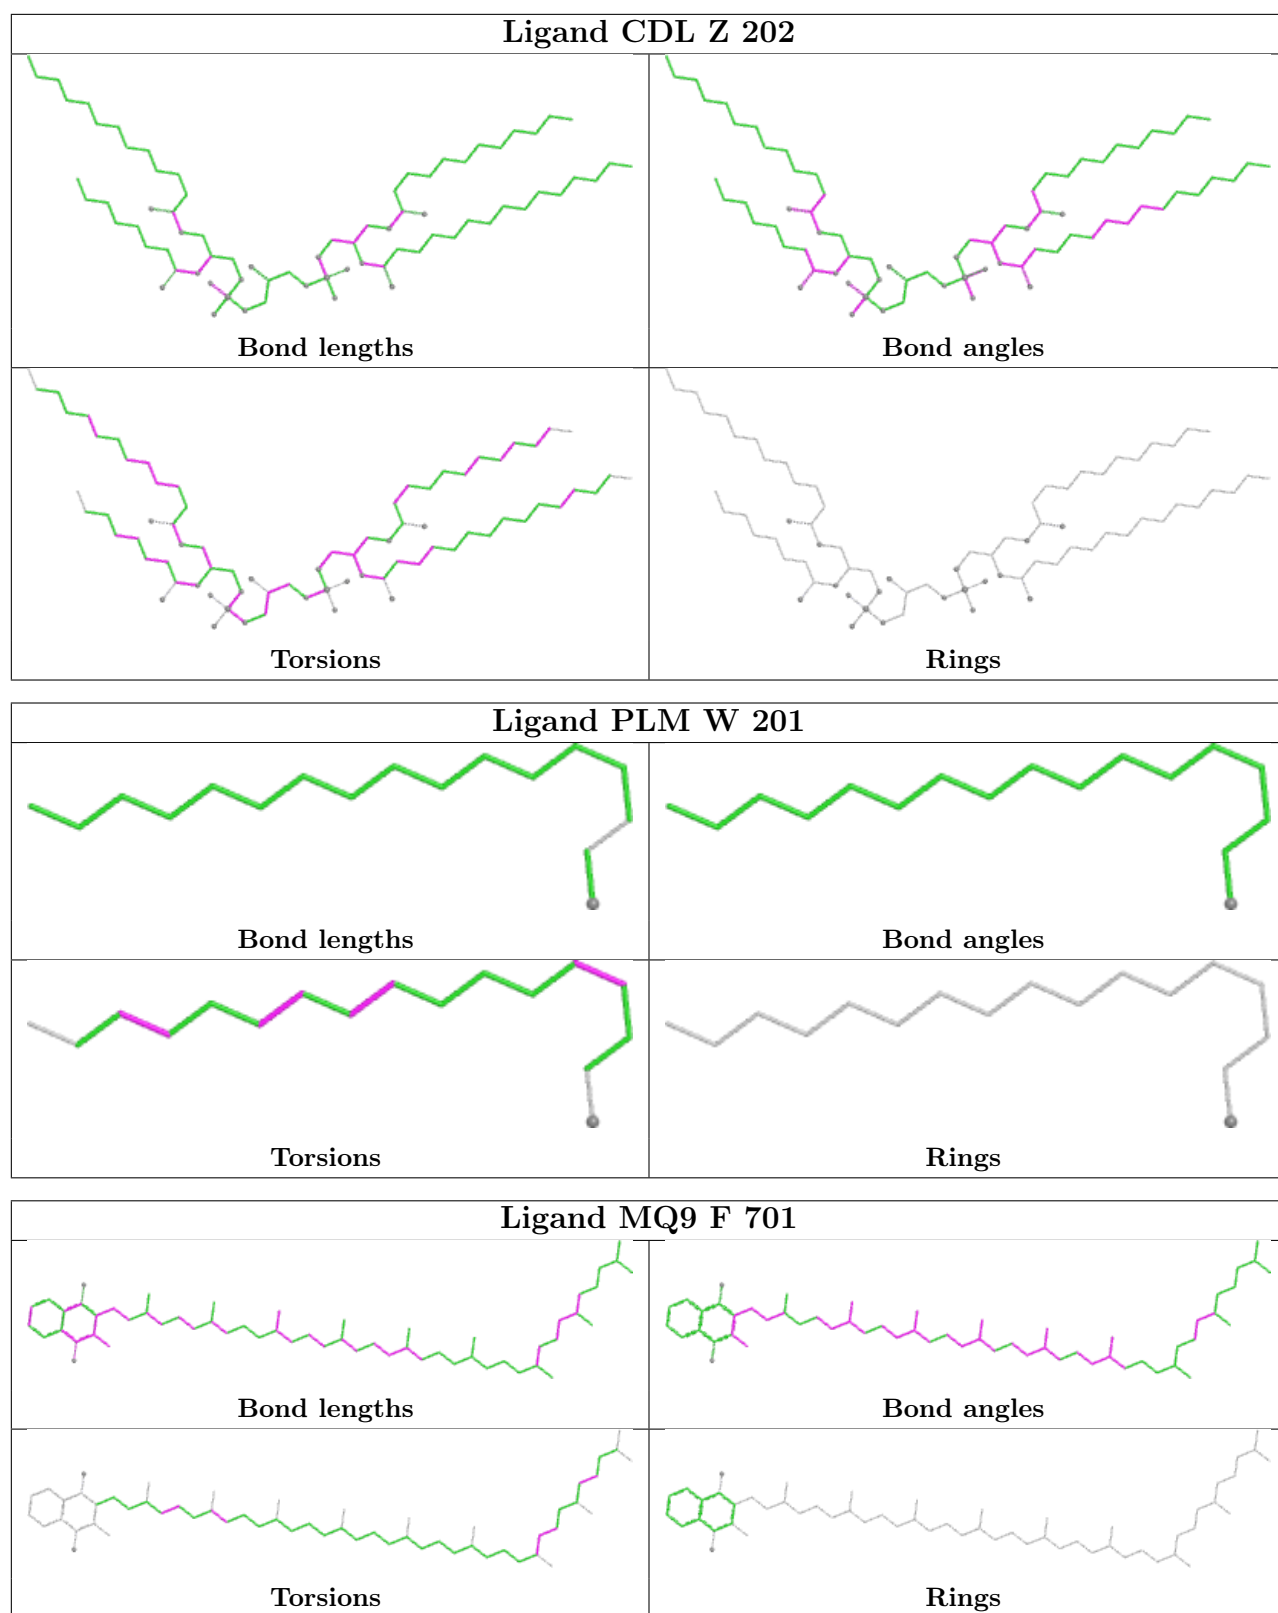 Ligand CDL Z 202
Bond lengths
Bond angles
Torsions
Rings
Ligand PLM W 201
Bond lengths
Bond angles
Torsions
Rings
Ligand MQ9 F 701
Bond lengths
Bond angles
Torsions
Rings